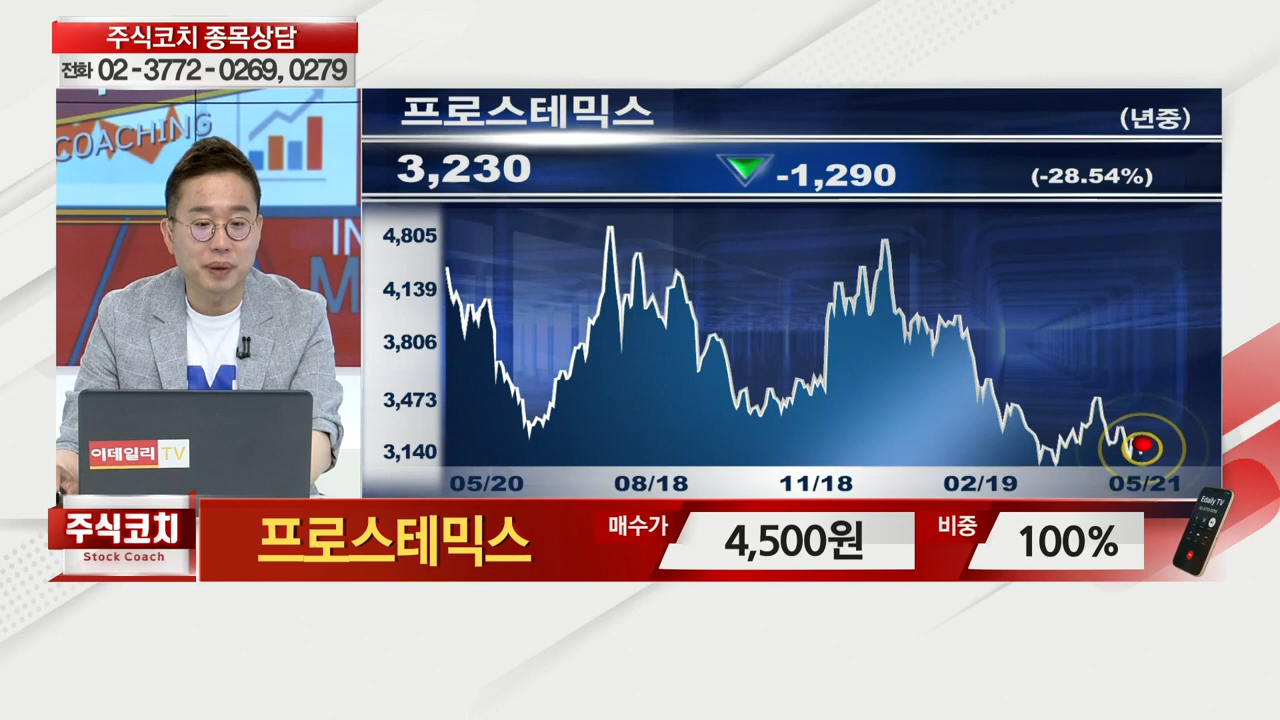 주식코치 종목상담
전화 02-3772-0269, 0279
COACHING
IN
M
이데일리 TV
프로스테믹스
(년중)
3,230
-1,290
(-28.54%)
4,805
4,139
3,806
3,473
3,140
05/20
08/18
11/18
02/19
05/21
주식코치
Stock Coach
프로스테믹스
매수가
4,500원
비중
100%
Edaily TV